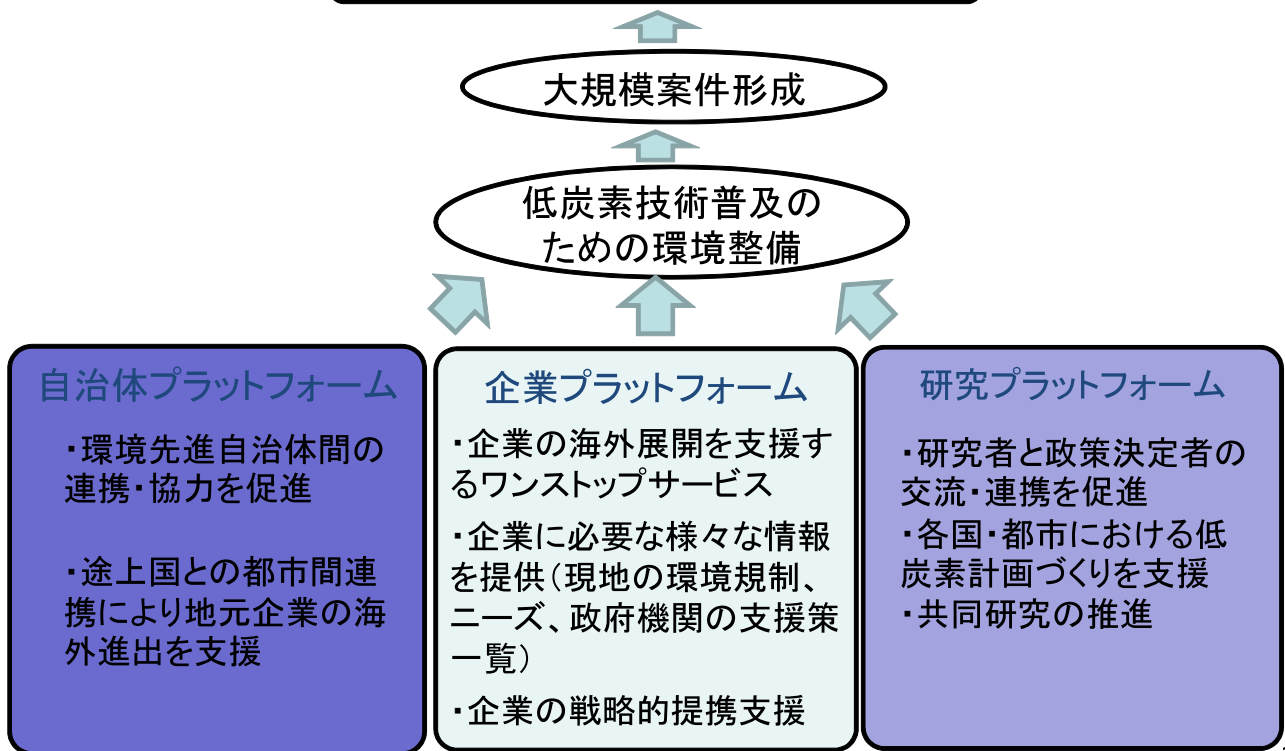 大規模案件形成
低炭素技術普及の
ための環境整備
自治体プラットフォーム
・環境先進自治体間の
連携・協力を促進
・途上国との都市間連
携により地元企業の海
外進出を支援
企業プラットフォーム
・企業の海外展開を支援す
るワンストップサービス
・企業に必要な様々な情報
を提供（現地の環境規制、
ニーズ、政府機関の支援策
一覧）
・企業の戦略的提携支援
研究プラットフォーム
・研究者と政策決定者の
交流・連携を促進
・各国・都市における低
炭素計画づくりを支援
・共同研究の推進